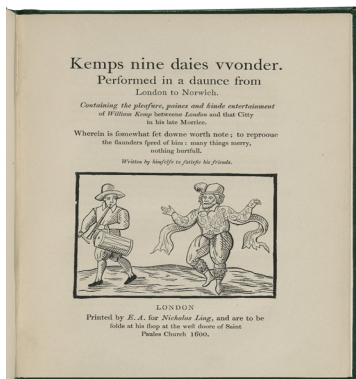 Kemps nine daies vvonder.
Performed in a daunce from
London to Norwich.
Containing the pleaſure, paines and kinde entertainment
of William Kemp betweene London and that Citty
in his late Morrice.
Wherein is ſomewhat ſet downe worth note; to reprooue
the ſlaunders ſpred of him: many things merry,
nothing hurtfull.
Written by himſelfe to ſatisfie his friends.
LONDON
Printed by E. A. for Nicholas Ling, and are to be
ſolde at his ſhop at the weſt doore of Saint
Paules Church 1600.